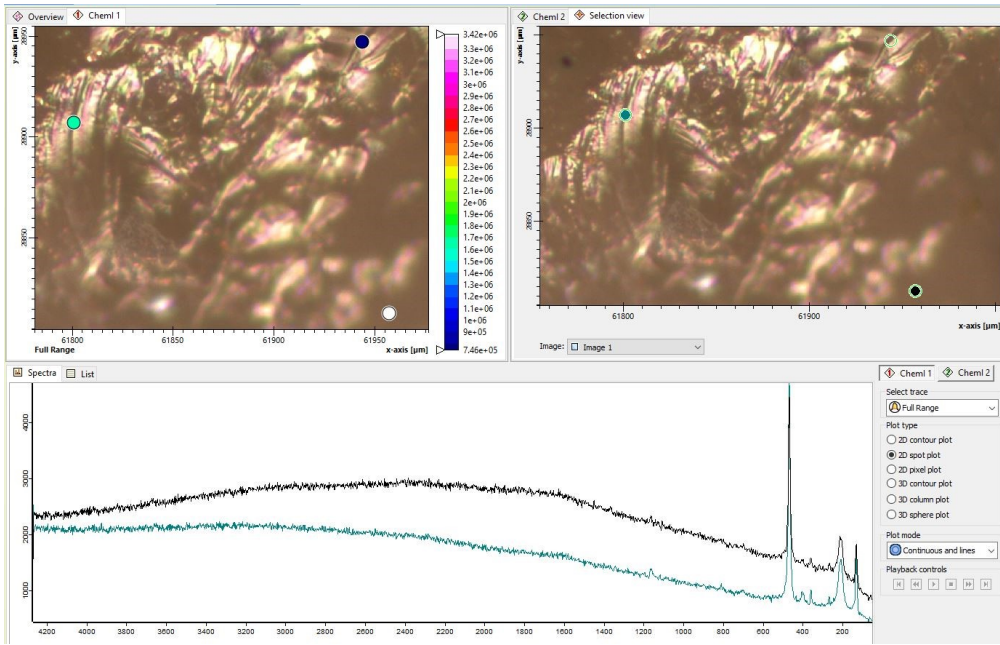 Overview Cheml 1
y-axis [µm]
28950
28900
28850
61800 61850 61900 61950
Full Range x-axis [µm]
3.42e+06
3.3e+06
3.2e+06
3.1e+06
3e+06
2.9e+06
2.8e+06
2.7e+06
2.6e+06
2.5e+06
2.4e+06
2.3e+06
2.2e+06
2.1e+06
2e+06
1.9e+06
1.8e+06
1.7e+06
1.6e+06
1.5e+06
1.4e+06
1.3e+06
1.2e+06
1.1e+06
1e+06
9e+05
7.46e+05
Cheml 2 Selection view
y-axis [µm]
28900
28850
x-axis [µm]
61800 61900
Image: Image 1
Spectra List
4000
3000
2000
1000
4200 4000 3800 3600 3400 3200 3000 2800 2600 2400 2200 2000 1800 1600 1400 1200 1000 800 600 400 200
Cheml 1 Cheml 2
Select trace
Full Range
Plot type
2D contour plot
2D spot plot
2D pixel plot
3D contour plot
3D column plot
3D sphere plot
Plot mode
Continuous and lines
Playback controls